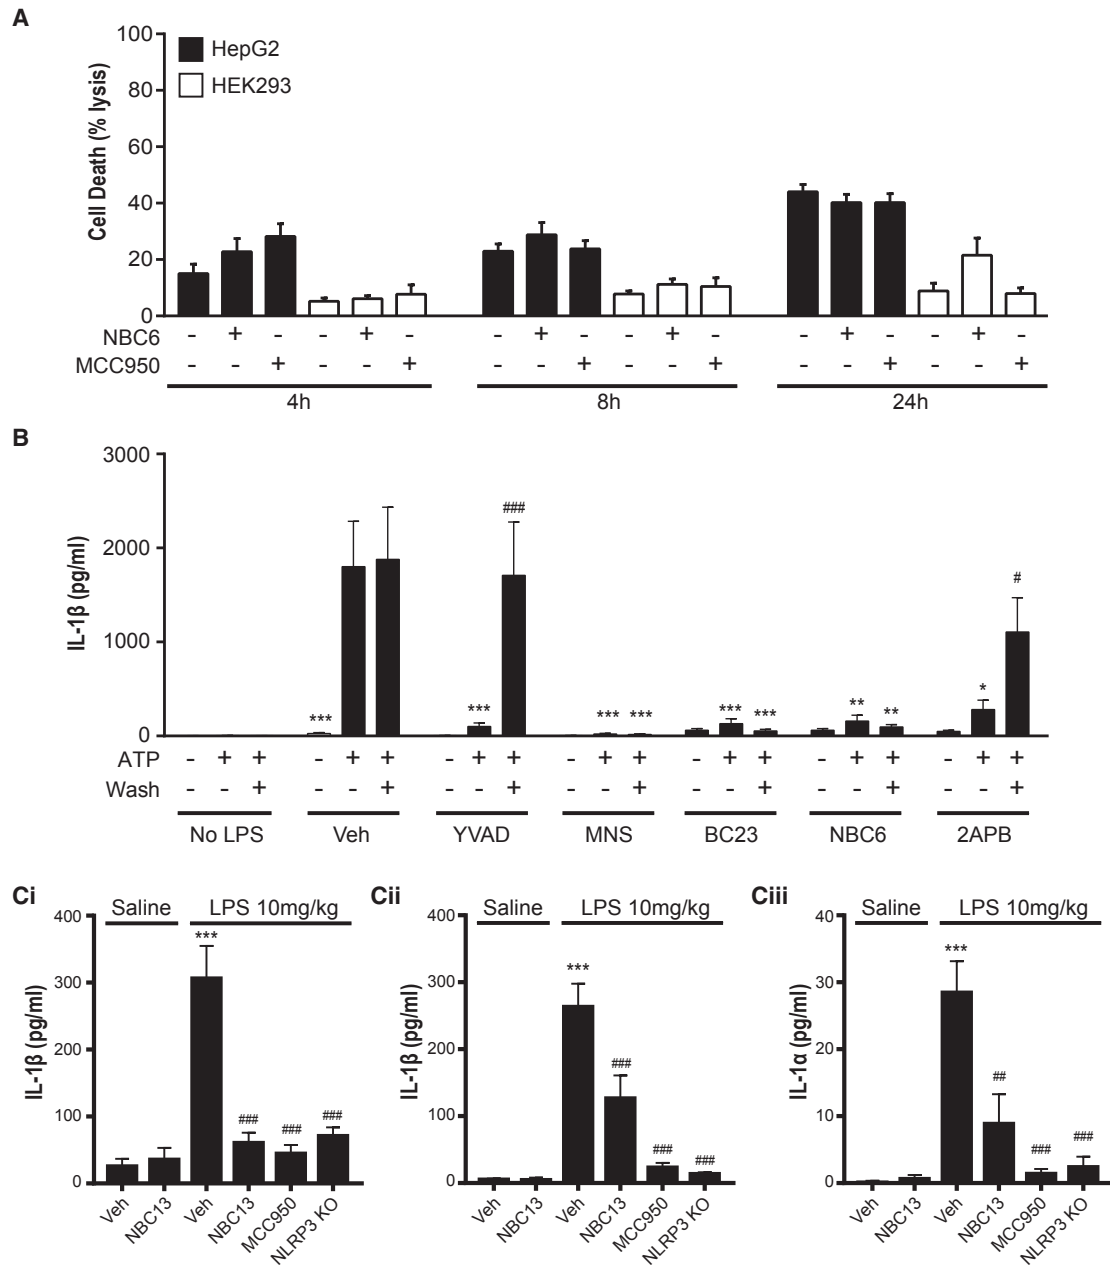 A
Cell Death (% lysis)
100
80
60
40
20
0
HepG2
HEK293
NBC6 - + - - + - - + - - + - - + - - + -
MCC950 - - + - - + - - + - - + - - + - - +
4h 8h 24h
B
IL-1β (pg/ml)
3000
2000
1000
0
*** *** ### *** *** *** *** ** ** * #
ATP - + + - + + - + + - + + - + + - + + - + +
Wash - - + - - + - - + - - + - - + - - + - - +
No LPS Veh YVAD MNS BC23 NBC6 2APB
Ci
Saline LPS 10mg/kg
IL-1β (pg/ml)
400
300
200
100
0
*** ### ### ###
Veh NBC13 Veh NBC13 MCC950 NLRP3 KO
Cii
Saline LPS 10mg/kg
IL-1β (pg/ml)
400
300
200
100
0
*** ### ### ###
Veh NBC13 Veh NBC13 MCC950 NLRP3 KO
Ciii
Saline LPS 10mg/kg
IL-1α (pg/ml)
40
30
20
10
0
*** ## ### ###
Veh NBC13 Veh NBC13 MCC950 NLRP3 KO